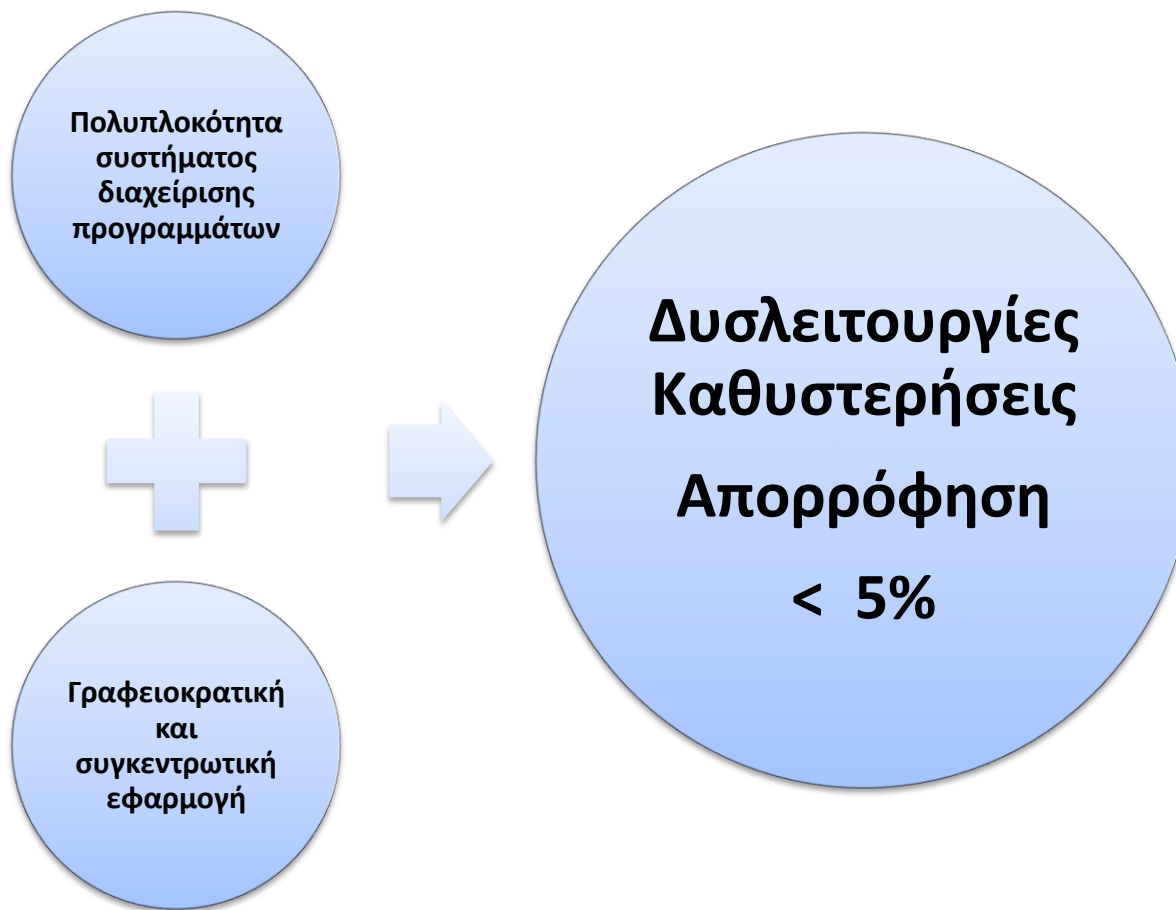 Πολυπλοκότητα
συστήματος
διαχείρισης
προγραμμάτων
Γραφειοκρατική
και
συγκεντρωτική
εφαρμογή
Δυσλειτουργίες
Καθυστερήσεις
Απορρόφηση
< 5%